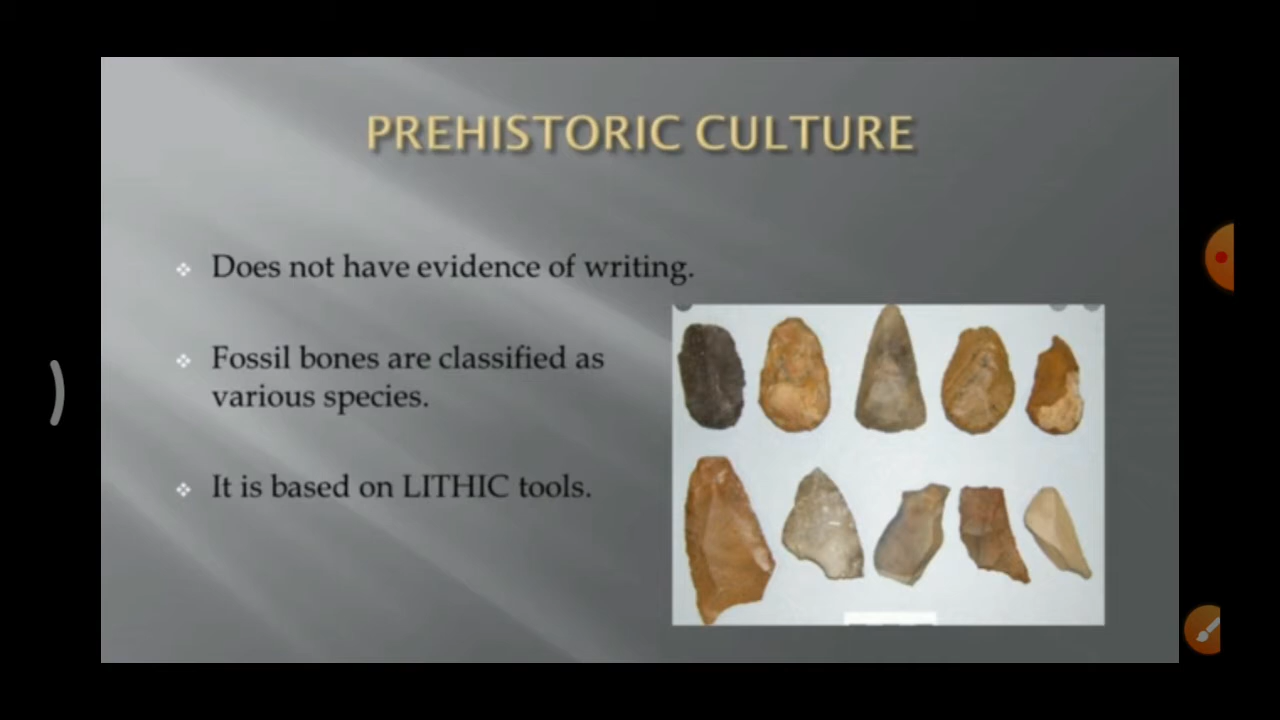 PREHISTORIC CULTURE
Does not have evidence of writing.
Fossil bones are classified as
various species.
It is based on LITHIC tools.